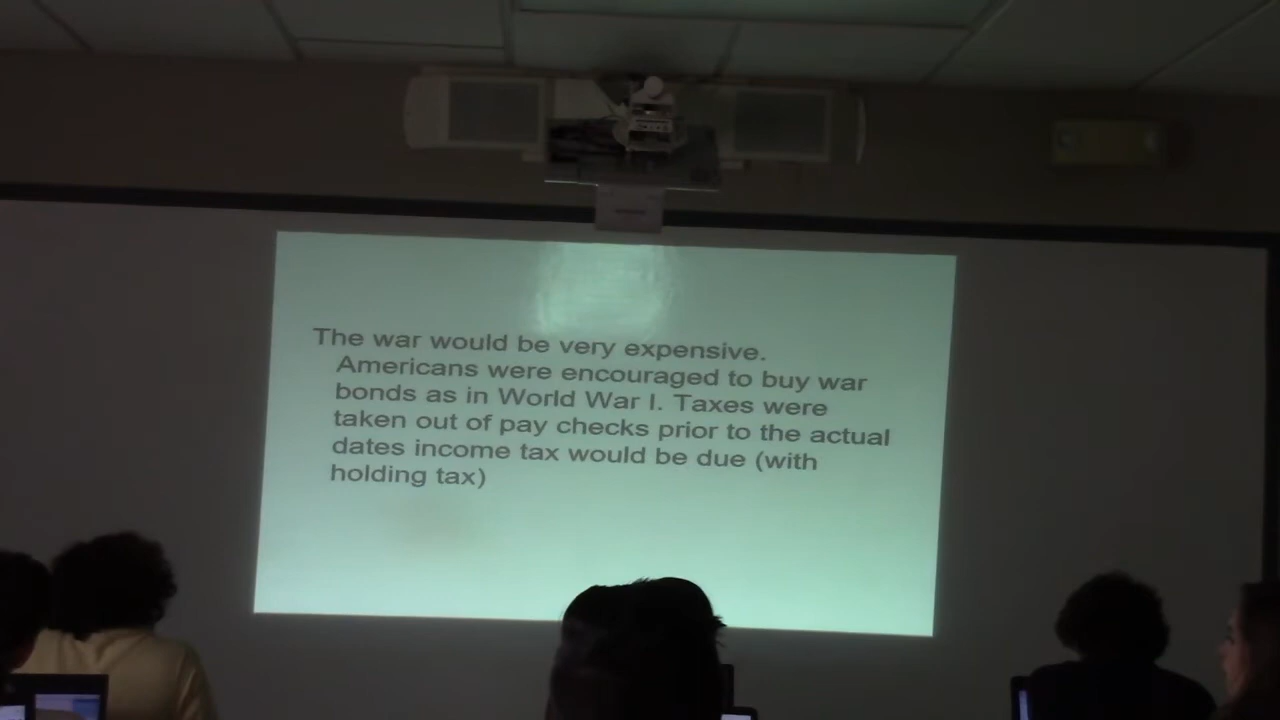 The war would be very expensive.
Americans were encouraged to buy war
bonds as in World War I. Taxes were
taken out of pay checks prior to the actual
dates income tax would be due (with
holding tax)